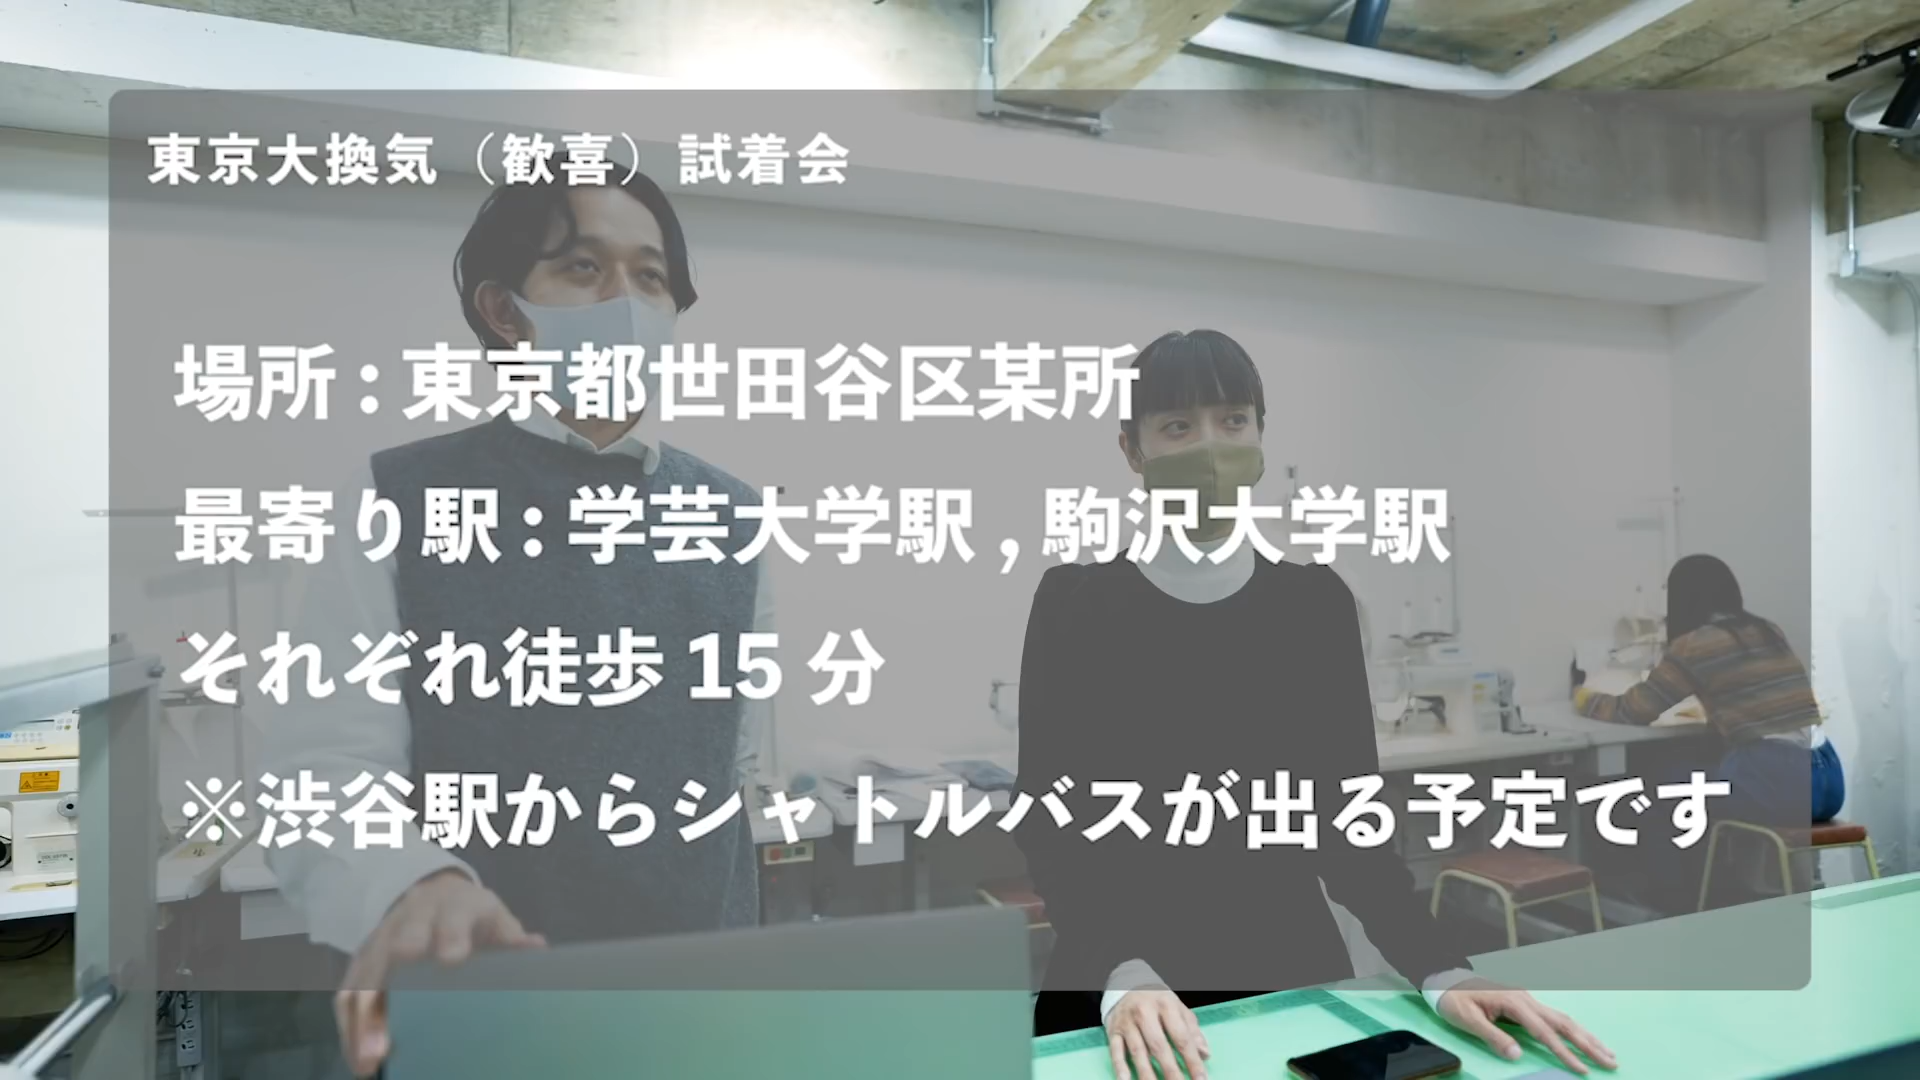 東京大換気（歓喜）試着会
場所 : 東京都世田谷区某所
最寄り駅 : 学芸大学駅 , 駒沢大学駅
それぞれ徒歩 15 分
※渋谷駅からシャトルバスが出る予定です